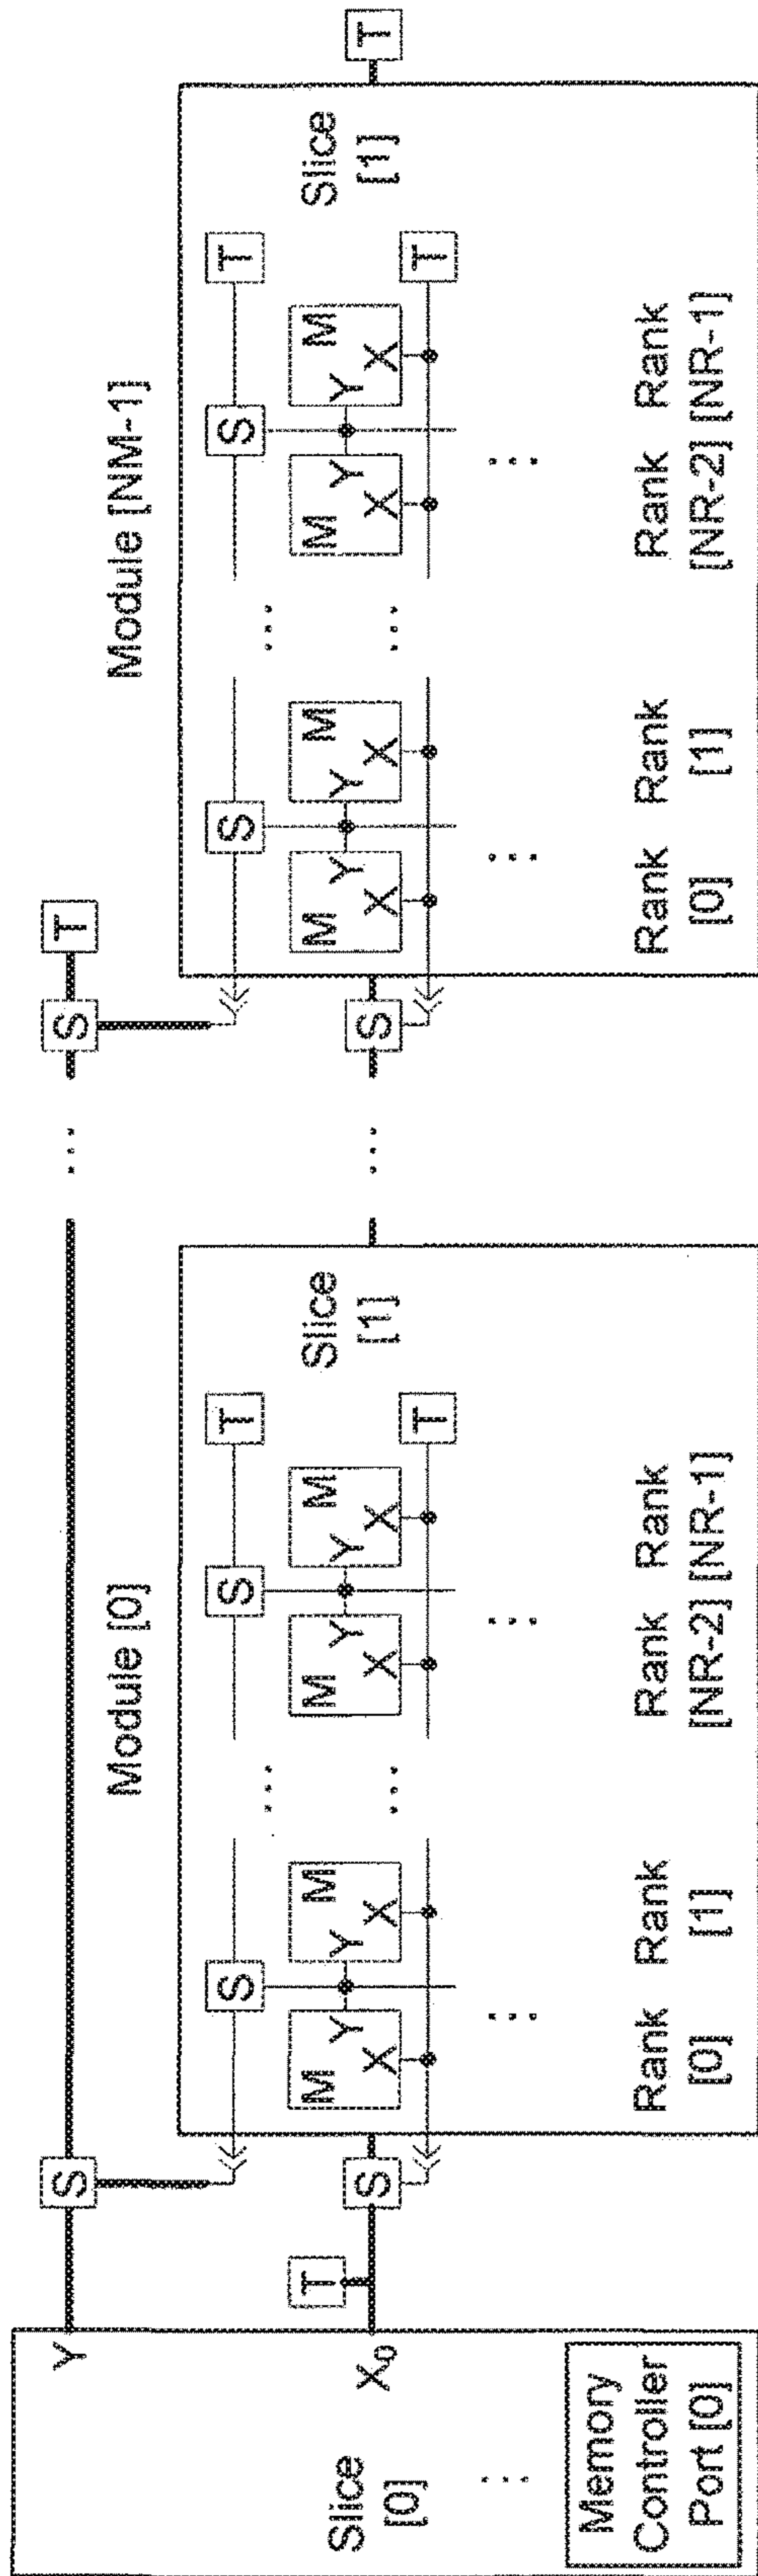 Y S ... S T
Module [0] Module [NM-1]
S ... S T S ... S T
T M M M M Slice M M M M Slice
Y Y Y Y Y Y Y Y
Slice X0 S X X ... X X [1] ... S X X ... X X [1] T
[0]
T T
... ... ... ... ...
Memory
Controller
Port [0]
Rank Rank Rank Rank
[0] [1] [NR-2] [NR-1]
Rank Rank Rank Rank
[0] [1] [NR-2] [NR-1]